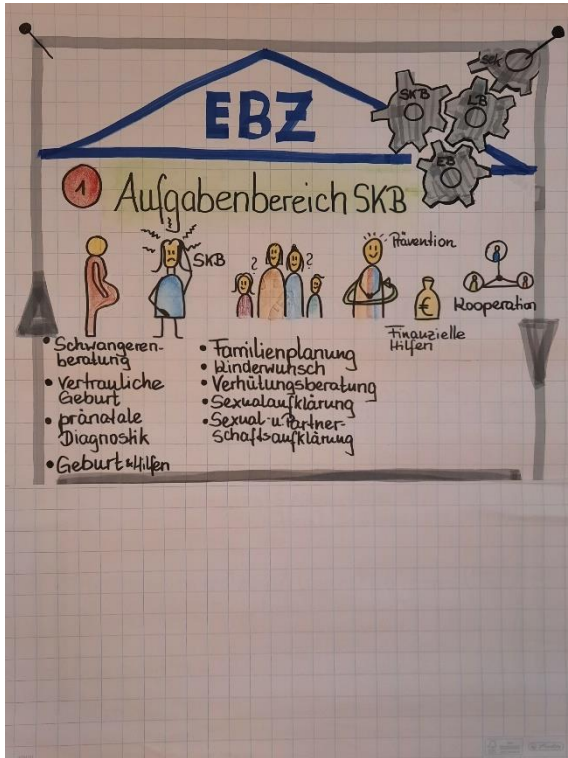 EBZ
SKB
LB
Sek
EB
1
Aufgabenbereich SKB
SKB
?
?
Prävention
€
Finanzielle
Hilfen
Kooperation
• Schwangeren-
beratung
• vertrauliche
Geburt
• pränatale
Diagnostik
• Geburt & Hilfen
• Familienplanung
• Kinderwunsch
• Verhütungsberatung
• Sexualaufklärung
• Sexual- u. Partner-
schaftsaufklärung